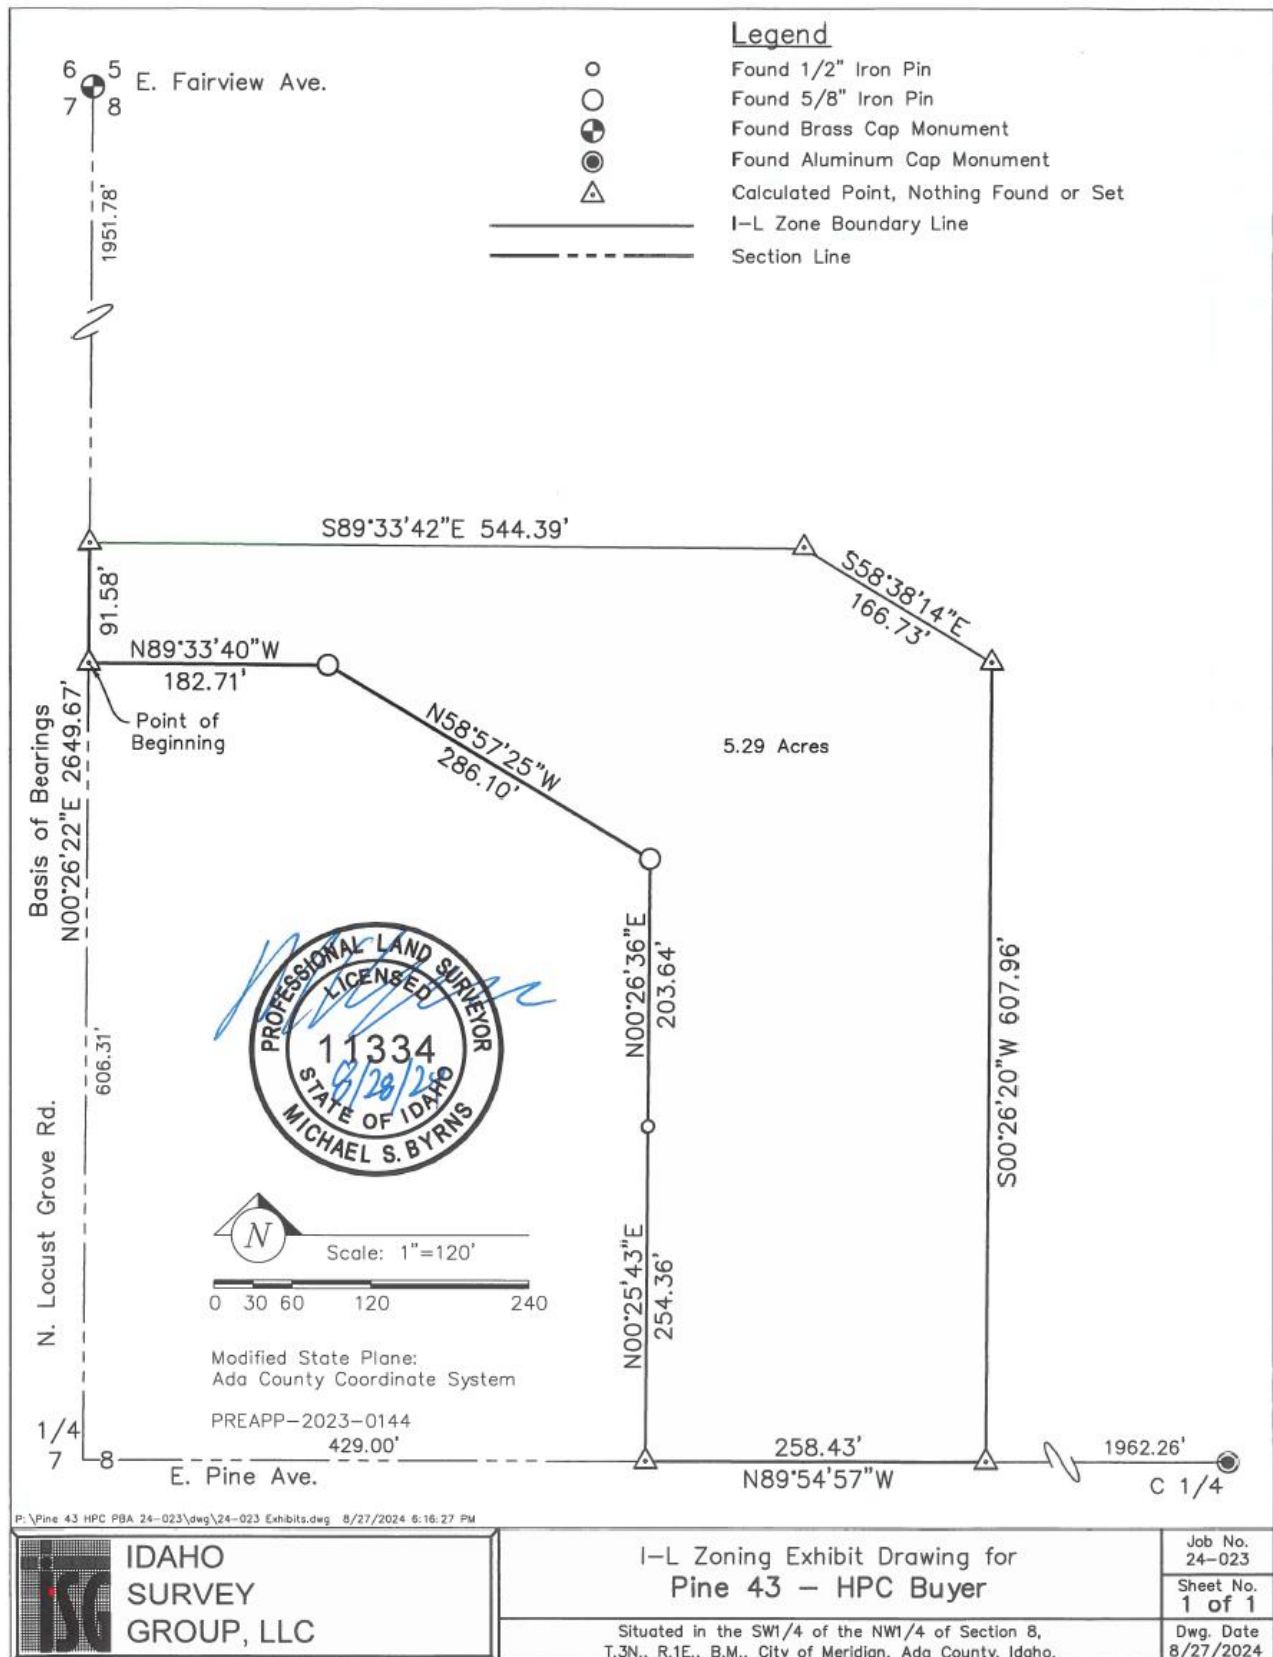 Legend
Found 1/2" Iron Pin
Found 5/8" Iron Pin
Found Brass Cap Monument
Found Aluminum Cap Monument
Calculated Point, Nothing Found or Set
I-L Zone Boundary Line
Section Line
6 5
7 8
E. Fairview Ave.
1951.78'
S89°33'42"E 544.39'
S58°38'14"E
166.73'
91.58'
N89°33'40"W
182.71'
Point of
Beginning
N58°57'25"W
286.10'
5.29 Acres
Basis of Bearings
N00°26'22"E 2649.67'
N00°26'36"E
203.64'
S00°26'20"W 607.96'
606.31'
N. Locust Grove Rd.
PROFESSIONAL LAND SURVEYOR
LICENSED
11334
STATE OF IDAHO
MICHAEL S. BYRNS
N00°25'43"E
254.36'
N
Scale: 1"=120'
0 30 60 120 240
Modified State Plane:
Ada County Coordinate System
PREAPP-2023-0144
429.00'
1/4
7 8
E. Pine Ave.
258.43'
N89°54'57"W
1962.26'
C 1/4
P:\Pine 43 HPC PBA 24-023\dwg\24-023 Exhibits.dwg 8/27/2024 6:16:27 PM
isg
IDAHO
SURVEY
GROUP, LLC
I-L Zoning Exhibit Drawing for
Pine 43 - HPC Buyer
Situated in the SW1/4 of the NW1/4 of Section 8,
T.3N., R.1E., B.M., City of Meridian, Ada County, Idaho.
Job No.
24-023
Sheet No.
1 of 1
Dwg. Date
8/27/2024